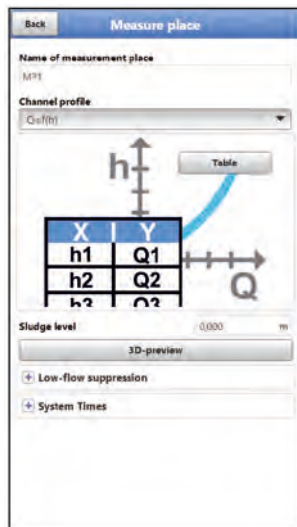 Back
Measure place
Name of measurement place
MP1
Channel profile
Q=f(h)
h
Table
X Y
h1 Q1
h2 Q2
h3 Q3
Q
Sludge level 0,000 m
3D-preview
Low-flow suppression
System Times